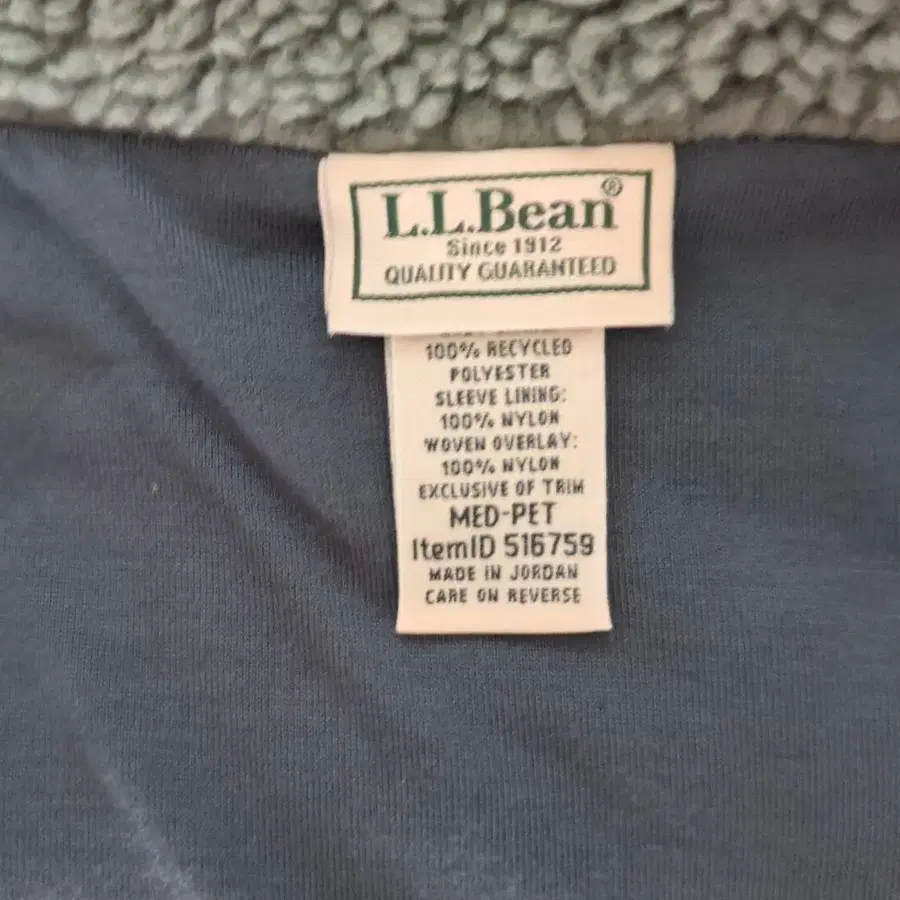 L.L.Bean®
Since 1912
QUALITY GUARANTEED
100% RECYCLED
POLYESTER
SLEEVE LINING:
100% NYLON
WOVEN OVERLAY:
100% NYLON
EXCLUSIVE OF TRIM
MED-PET
ItemID 516759
MADE IN JORDAN
CARE ON REVERSE